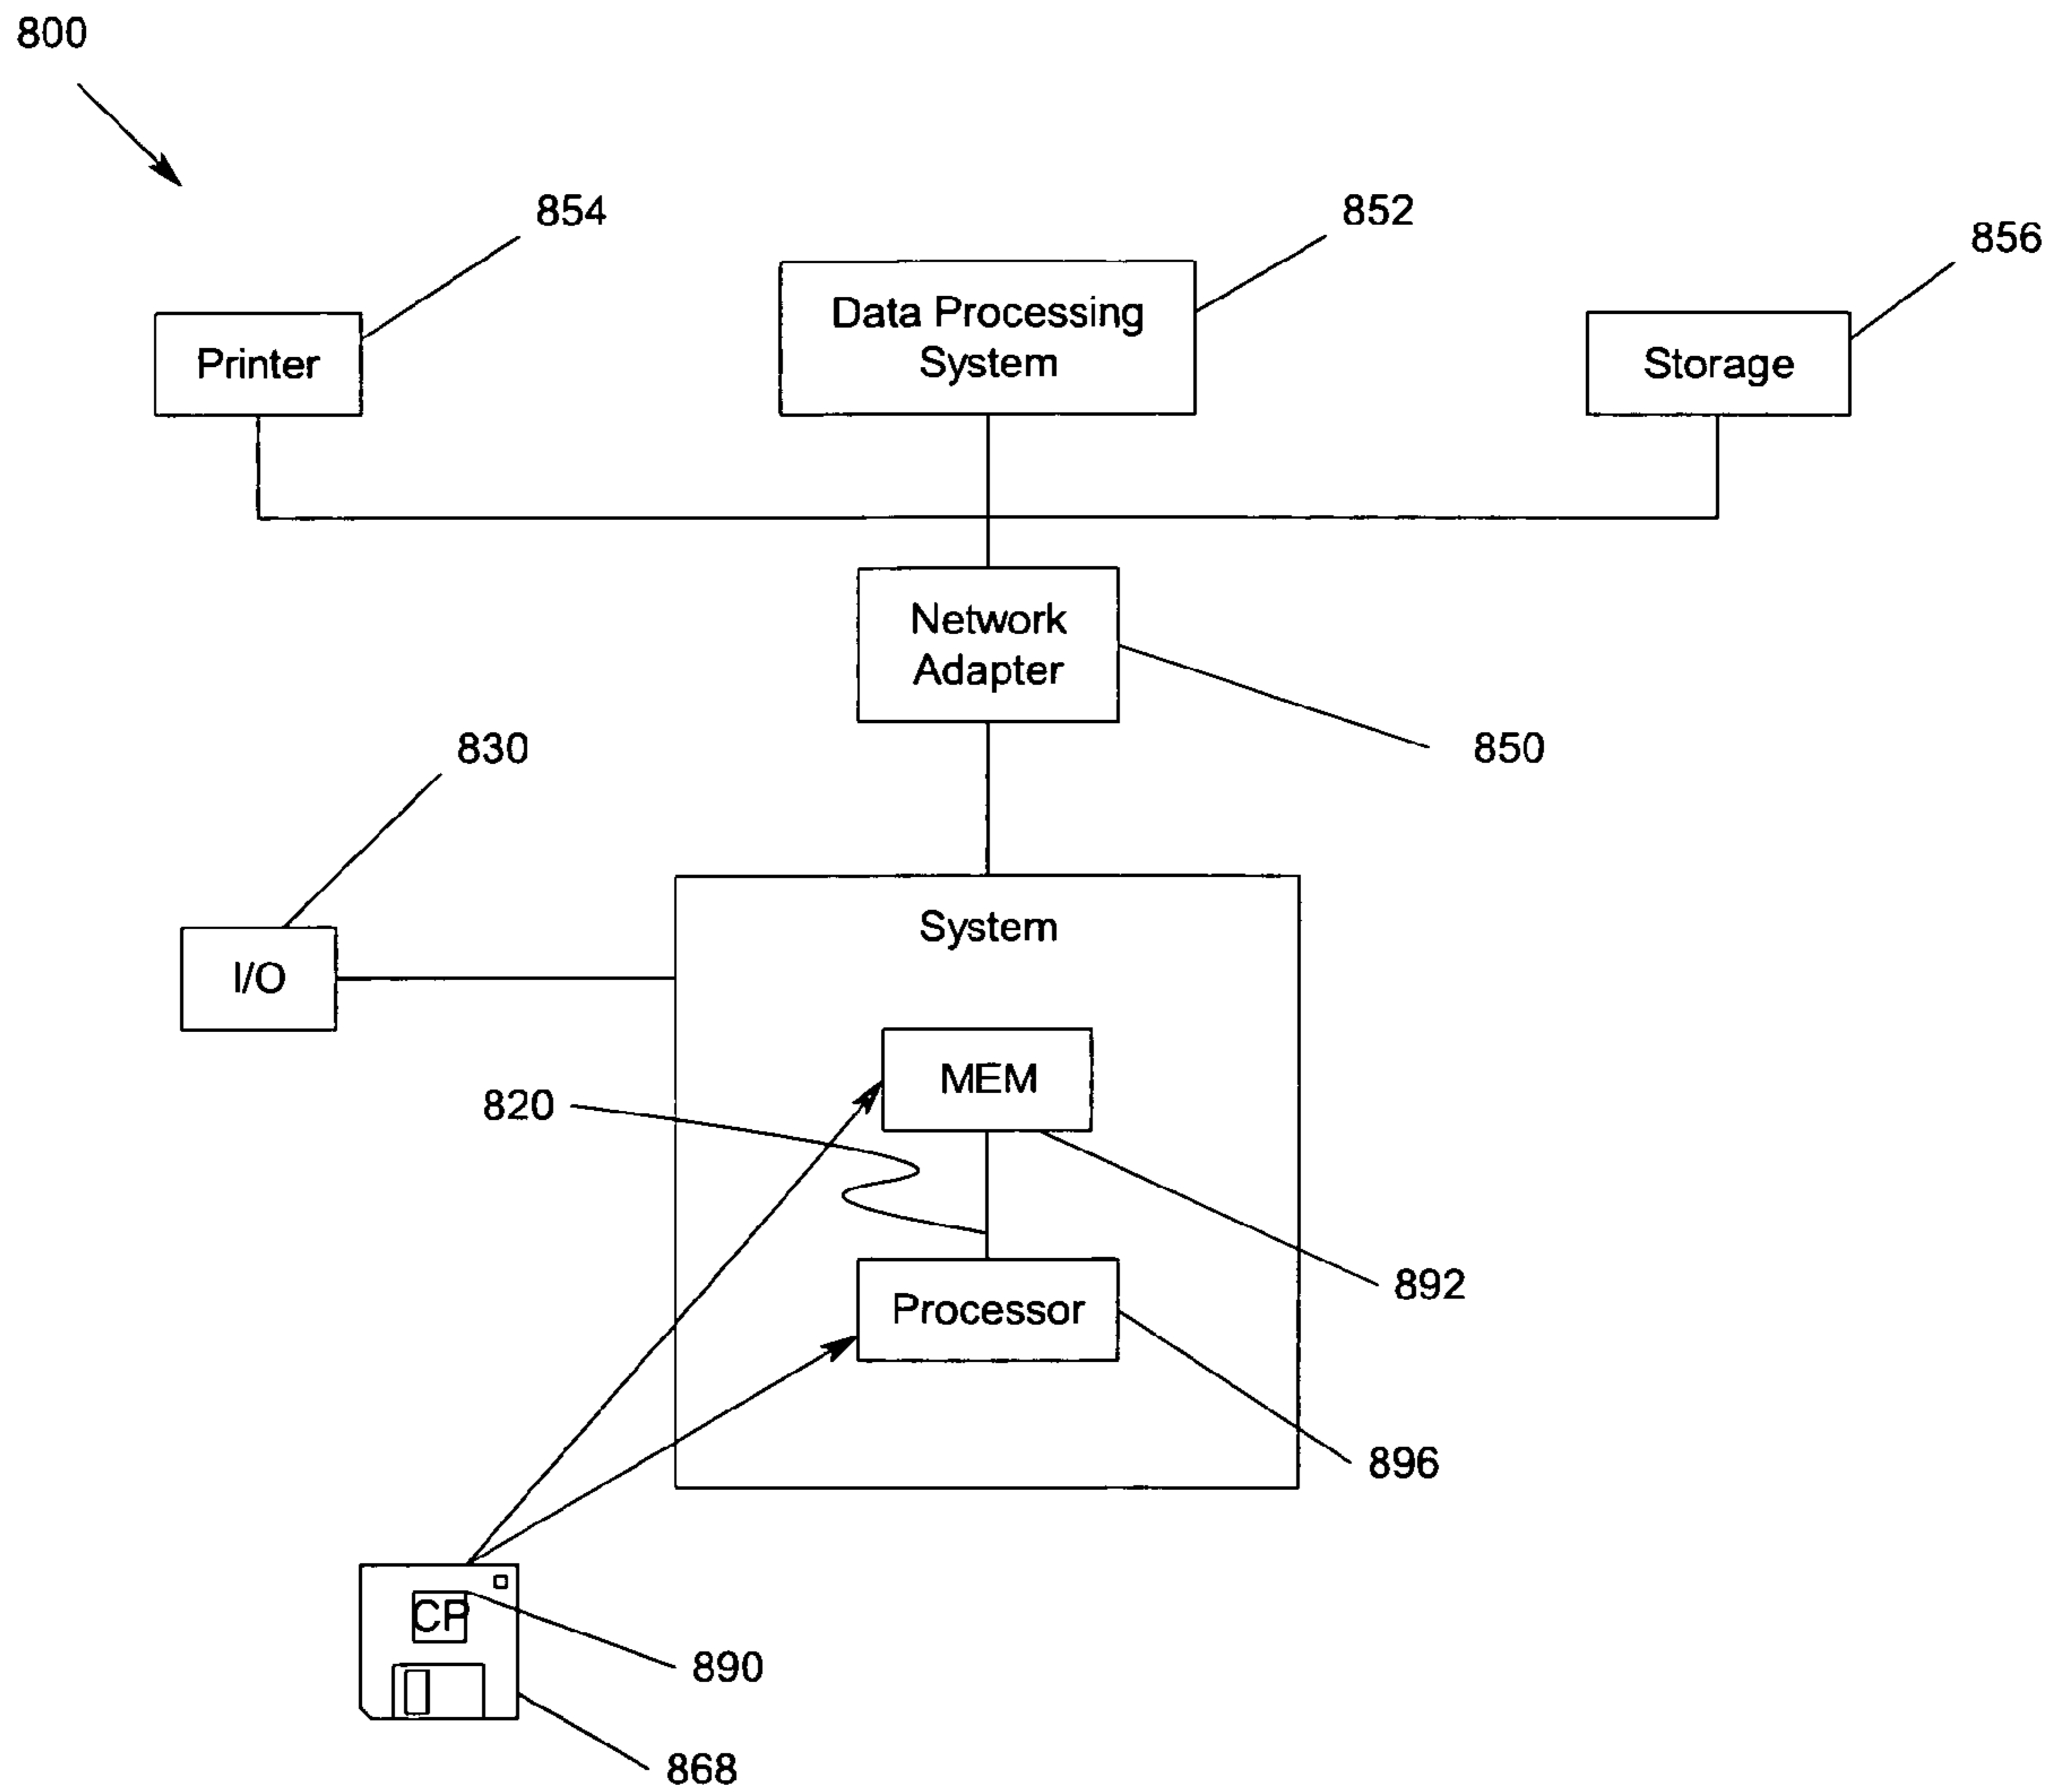 800
854
852
856
Printer
Data Processing
System
Storage
Network
Adapter
850
830
System
I/O
MEM
820
892
Processor
896
CP
890
868